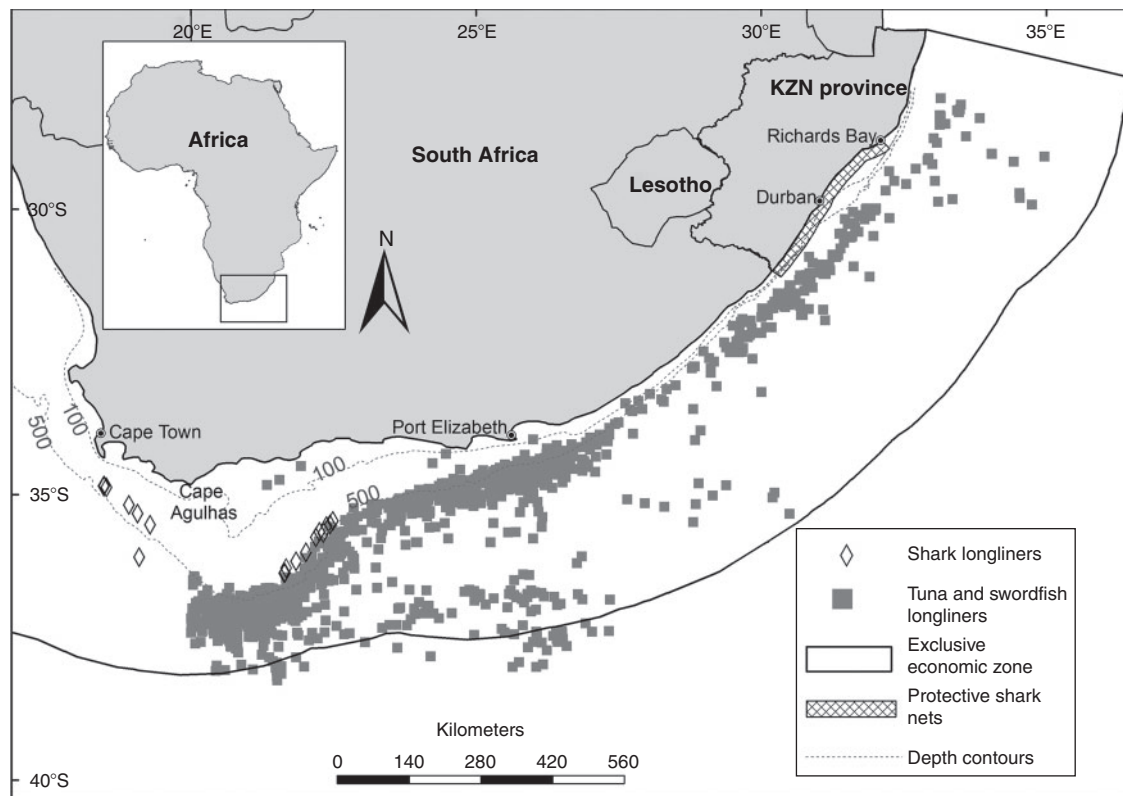 20°E
25°E
30°E
35°E
KZN province
Africa
South Africa
Richards Bay
Lesotho
30°S
Durban
N
100
500
Cape Town
Port Elizabeth
100
35°S
Cape
Agulhas
500
Shark longliners
Tuna and swordfish
longliners
Exclusive
economic zone
Protective shark
nets
Depth contours
Kilometers
0 140 280 420 560
40°S